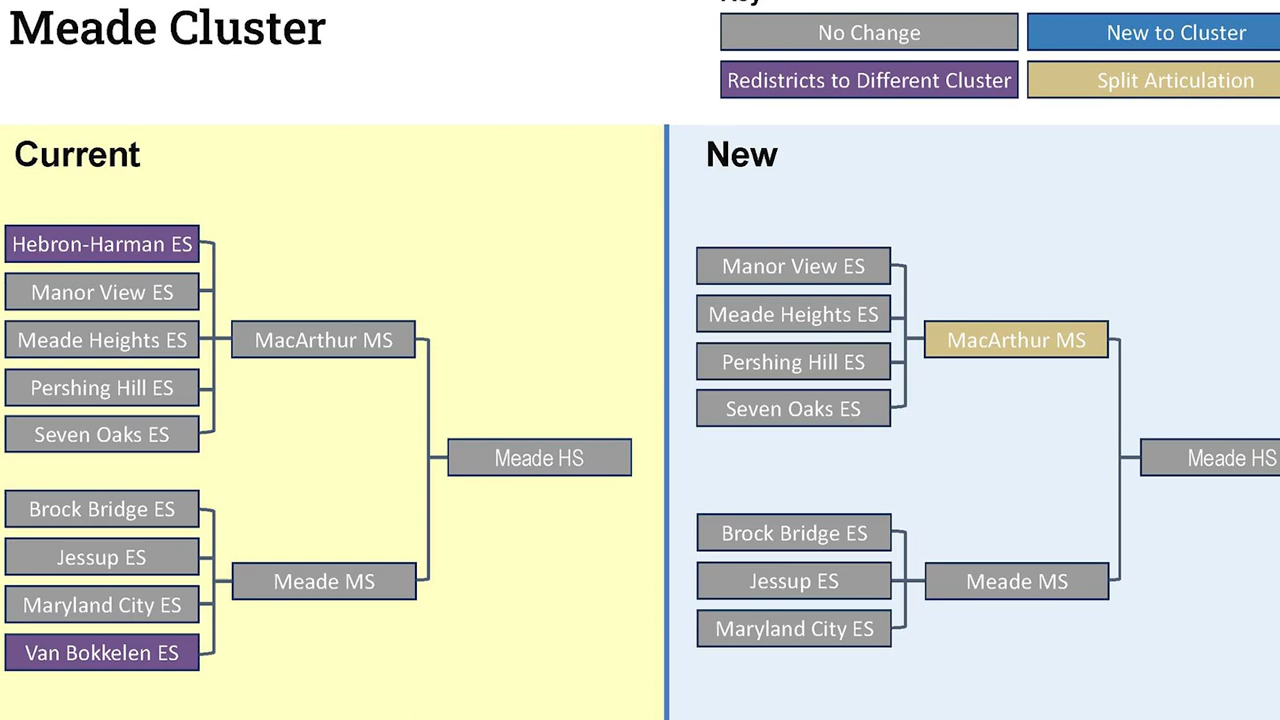 Meade Cluster
No Change
New to Cluster
Redistricts to Different Cluster
Split Articulation
Current
Hebron-Harman ES
Manor View ES
Meade Heights ES
Pershing Hill ES
Seven Oaks ES
MacArthur MS
Brock Bridge ES
Jessup ES
Maryland City ES
Van Bokkelen ES
Meade MS
Meade HS
New
Manor View ES
Meade Heights ES
Pershing Hill ES
Seven Oaks ES
MacArthur MS
Brock Bridge ES
Jessup ES
Maryland City ES
Meade MS
Meade HS